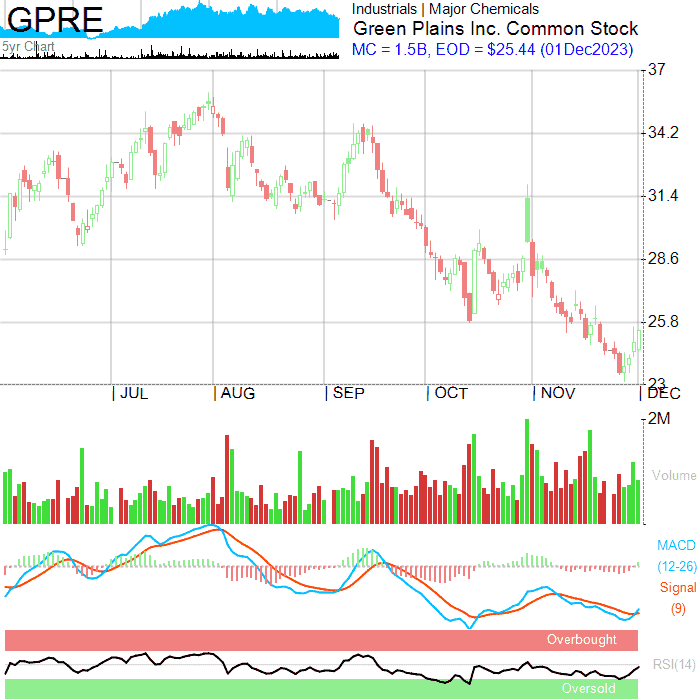 GPRE
5yr Chart
Industrials | Major Chemicals
Green Plains Inc. Common Stock
MC = 1.5B, EOD = $25.44 (01Dec2023)
37
34.2
31.4
28.6
25.8
23
JUL AUG SEP OCT NOV DEC
2M
Volume
MACD
(12-26)
Signal
(9)
Overbought
RSI(14)
Oversold